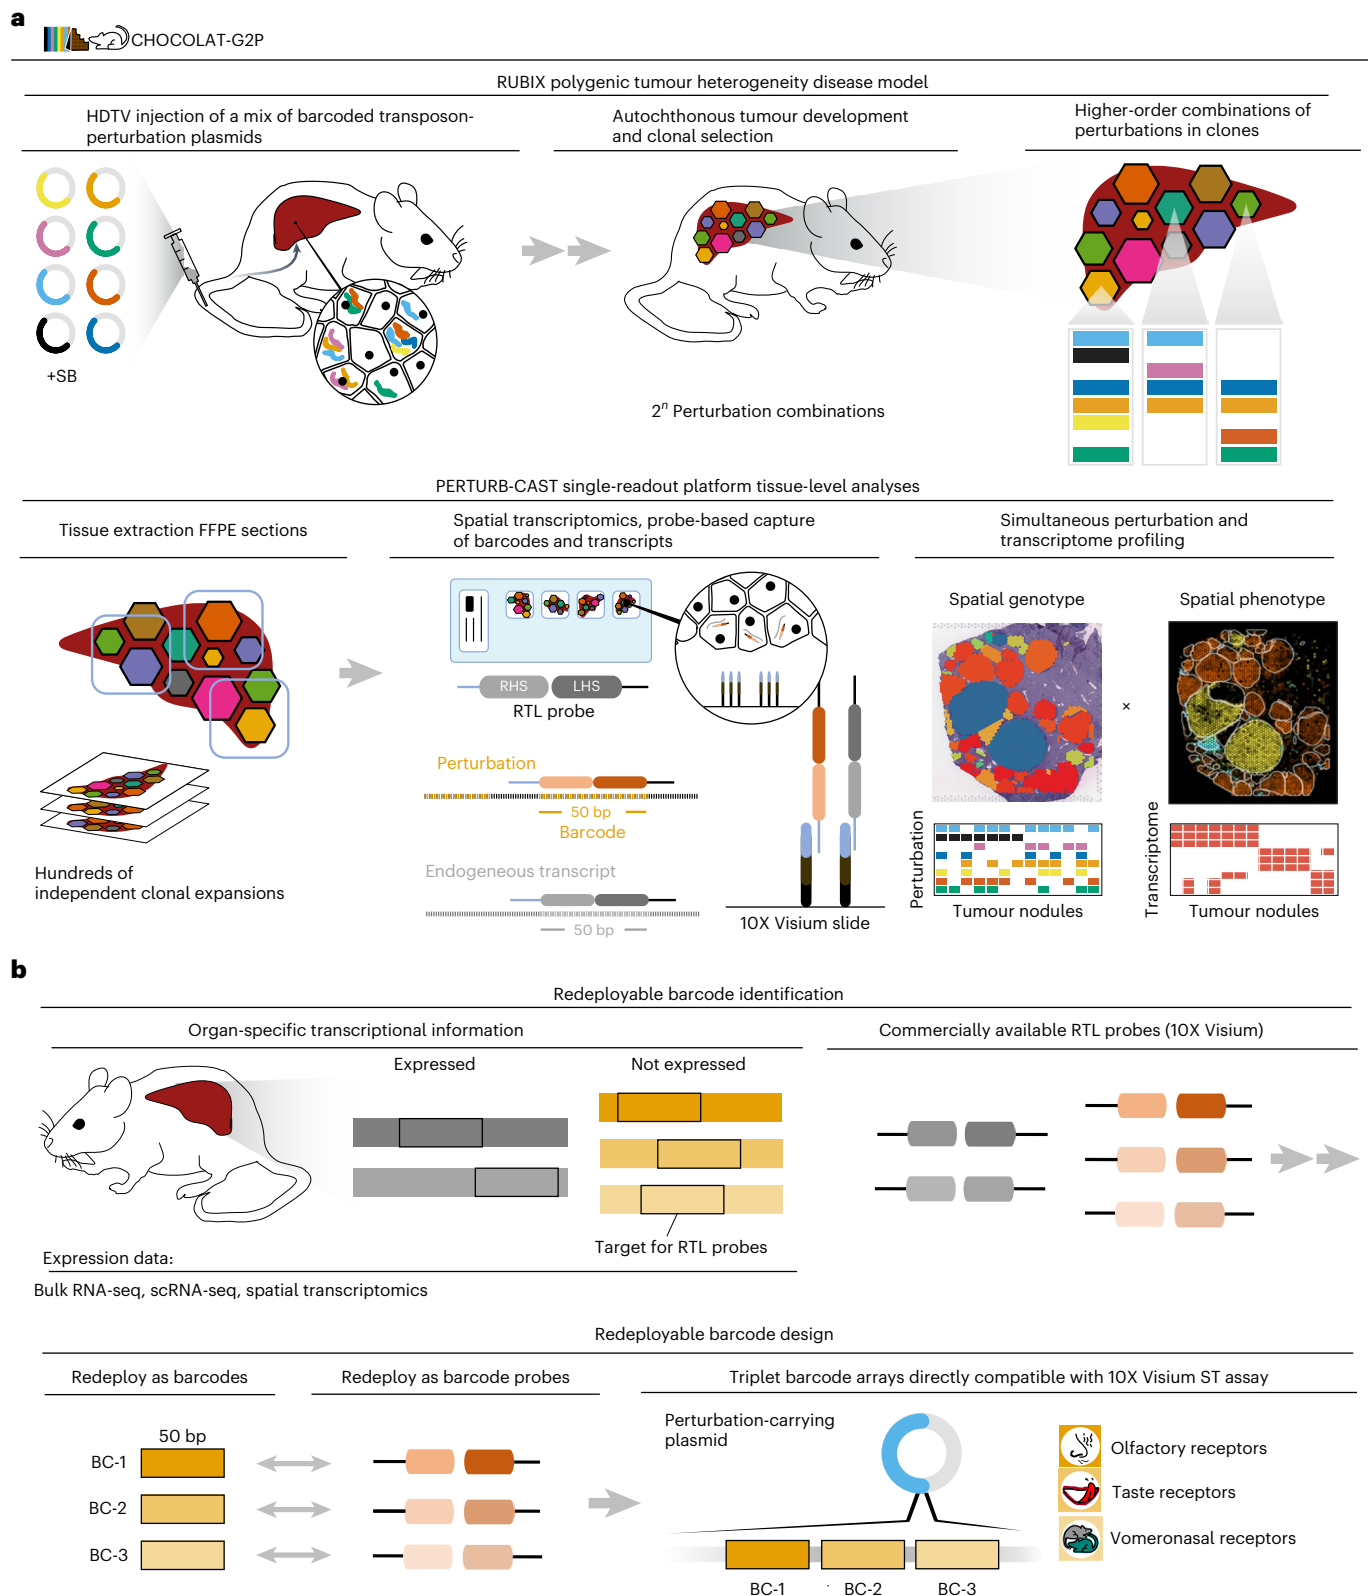 a
CHOCOLAT-G2P
RUBIX polygenic tumour heterogeneity disease model
HDTV injection of a mix of barcoded transposon-
perturbation plasmids
Autochthonous tumour development
and clonal selection
Higher-order combinations of
perturbations in clones
+SB
2ⁿ Perturbation combinations
PERTURB-CAST single-readout platform tissue-level analyses
Tissue extraction FFPE sections
Spatial transcriptomics, probe-based capture
of barcodes and transcripts
Simultaneous perturbation and
transcriptome profiling
Spatial genotype
Spatial phenotype
RHS
LHS
RTL probe
×
Perturbation
50 bp
Barcode
Endogeneous transcript
50 bp
10X Visium slide
Hundreds of
independent clonal expansions
Perturbation
Tumour nodules
Transcriptome
Tumour nodules
b
Redeployable barcode identification
Organ-specific transcriptional information
Commercially available RTL probes (10X Visium)
Expressed
Not expressed
Target for RTL probes
Expression data:
Bulk RNA-seq, scRNA-seq, spatial transcriptomics
Redeployable barcode design
Redeploy as barcodes
Redeploy as barcode probes
Triplet barcode arrays directly compatible with 10X Visium ST assay
50 bp
BC-1
BC-2
BC-3
Perturbation-carrying
plasmid
Olfactory receptors
Taste receptors
Vomeronasal receptors
BC-1
BC-2
BC-3